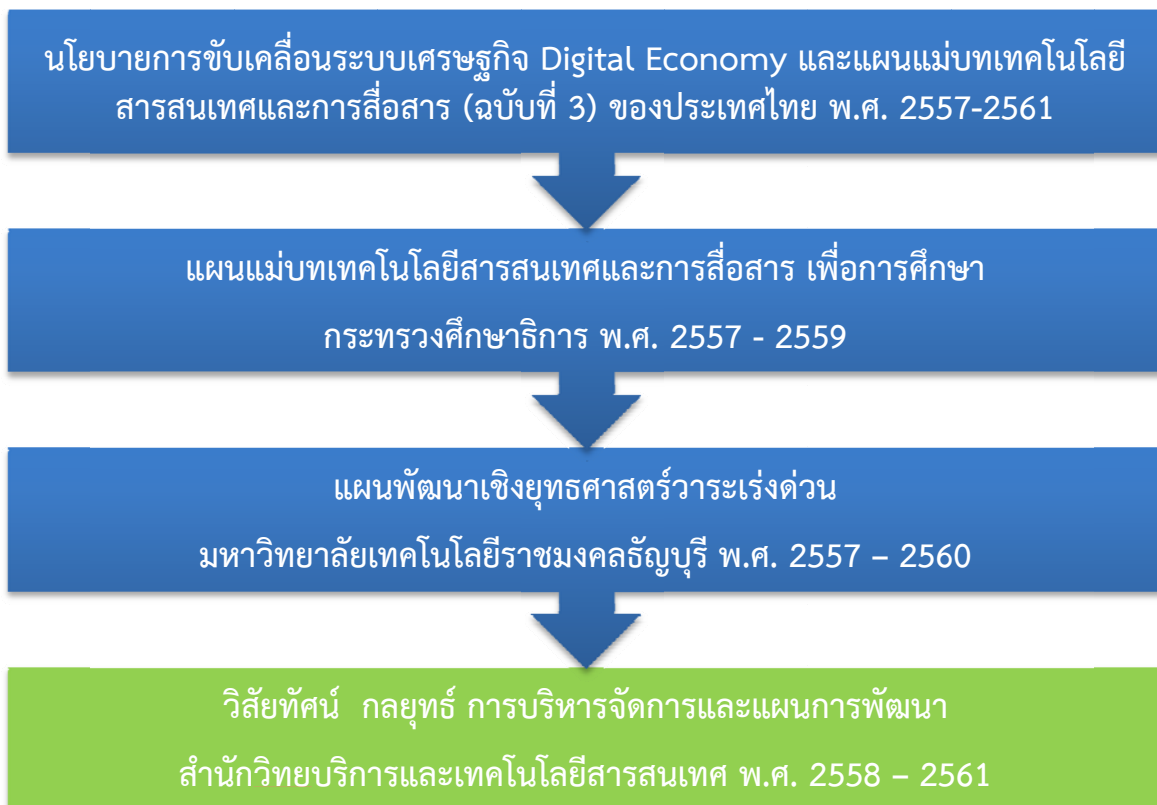 นโยบายการขับเคลื่อนระบบเศรษฐกิจ Digital Economy และแผนแม่บทเทคโนโลยี
สารสนเทศและการสื่อสาร (ฉบับที่ 3) ของประเทศไทย พ.ศ. 2557-2561
แผนแม่บทเทคโนโลยีสารสนเทศและการสื่อสาร เพื่อการศึกษา
กระทรวงศึกษาธิการ พ.ศ. 2557 - 2559
แผนพัฒนาเชิงยุทธศาสตร์วาระเร่งด่วน
มหาวิทยาลัยเทคโนโลยีราชมงคลธัญบุรี พ.ศ. 2557 – 2560
วิสัยทัศน์ กลยุทธ์ การบริหารจัดการและแผนการพัฒนา
สำนักวิทยบริการและเทคโนโลยีสารสนเทศ พ.ศ. 2558 – 2561